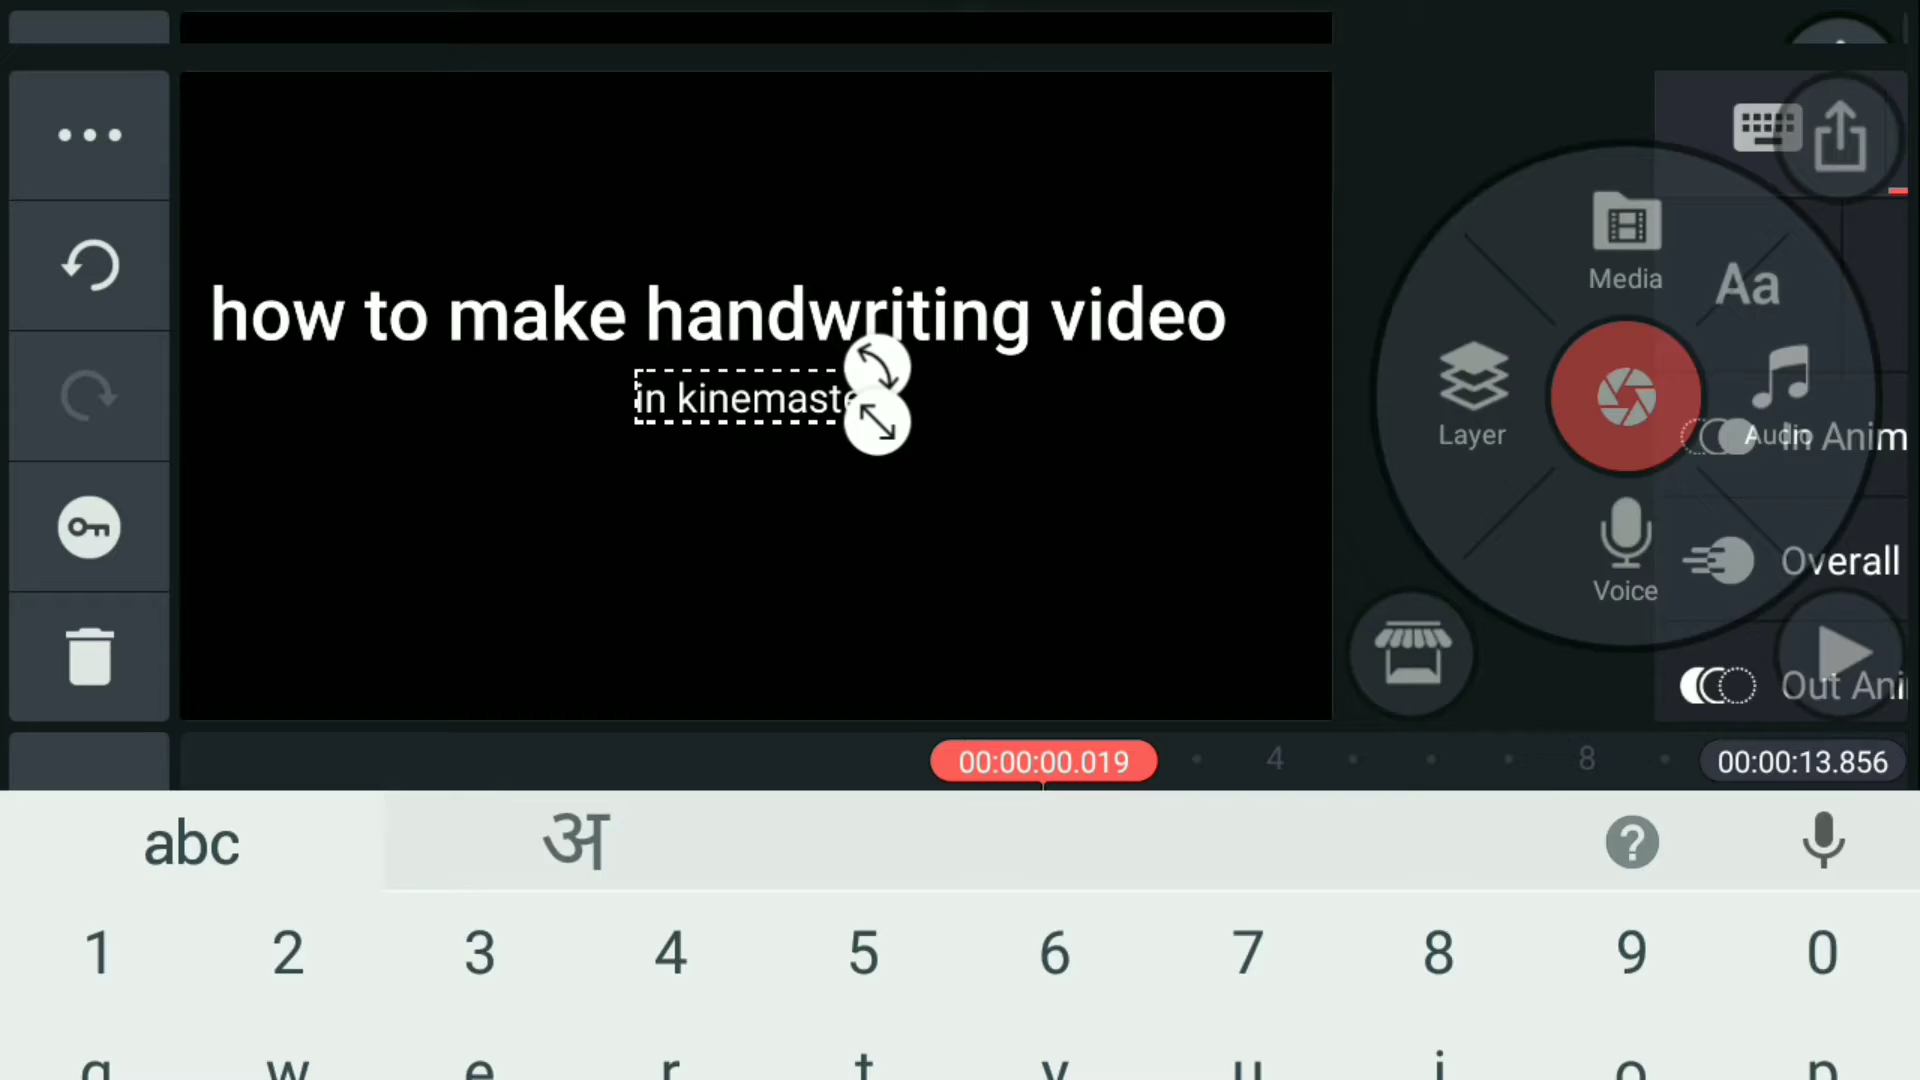 how to make handwriting video
in kinemaste
Media
Aa
Layer
Audio
In Anim
Voice
Overall
Out Ani
00:00:00.019
4
8
00:00:13.856
abc
अ
?
1 2 3 4 5 6 7 8 9 0
q w e r t y u i o p